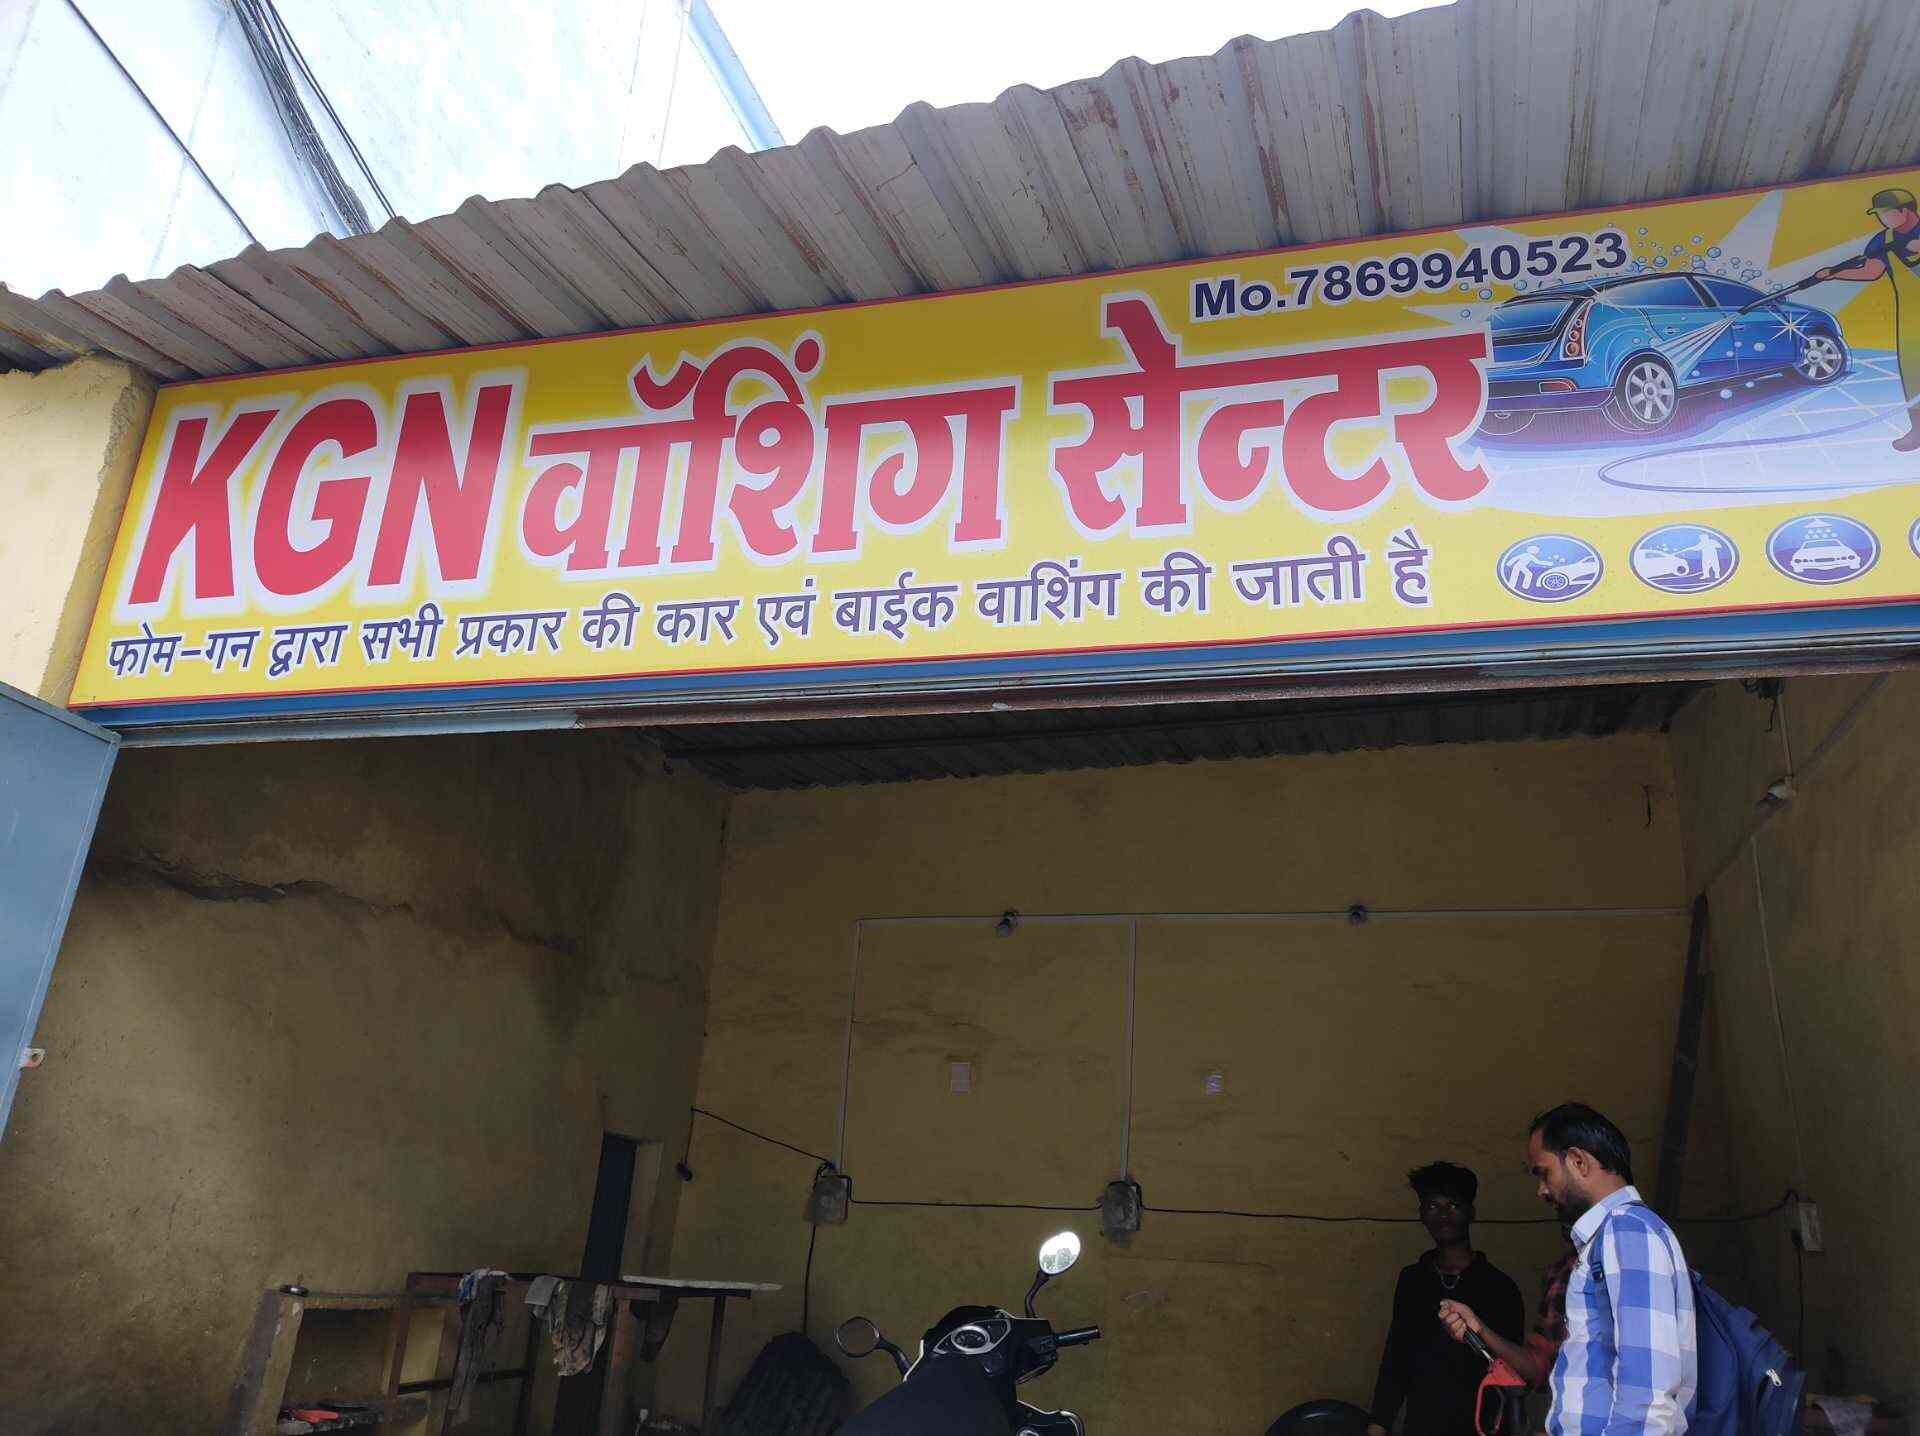 Mo.7869940523
KGN वॉशिंग सेन्टर
फोम-गन द्वारा सभी प्रकार की कार एवं बाईक वाशिंग की जाती है